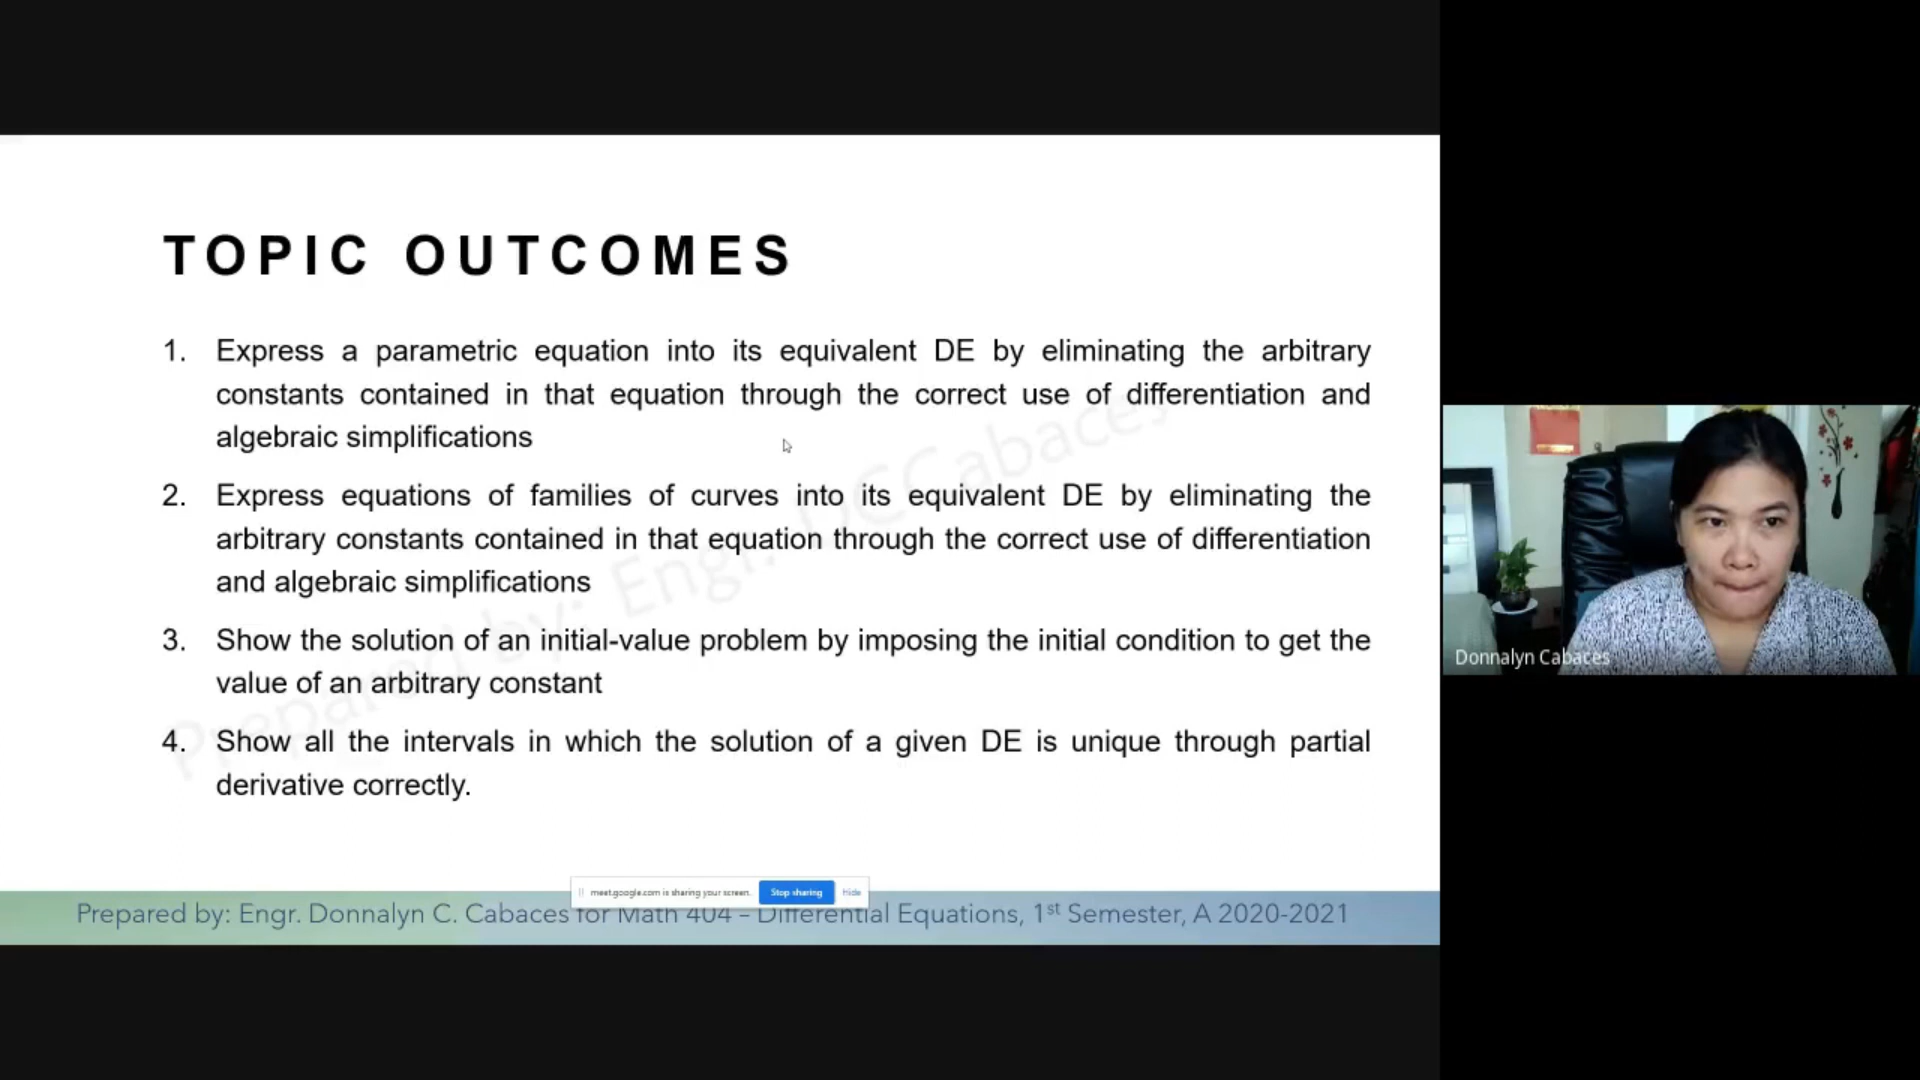 TOPIC OUTCOMES
1. Express a parametric equation into its equivalent DE by eliminating the arbitrary
constants contained in that equation through the correct use of differentiation and
algebraic simplifications
2. Express equations of families of curves into its equivalent DE by eliminating the
arbitrary constants contained in that equation through the correct use of differentiation
and algebraic simplifications
3. Show the solution of an initial-value problem by imposing the initial condition to get the
value of an arbitrary constant
4. Show all the intervals in which the solution of a given DE is unique through partial
derivative correctly.
Prepared by: Engr. DCCabaces
meet.google.com is sharing your screen. Stop sharing Hide
Prepared by: Engr. Donnalyn C. Cabaces for Math 404 – Differential Equations, 1st Semester, A 2020-2021
Donnalyn Cabaces